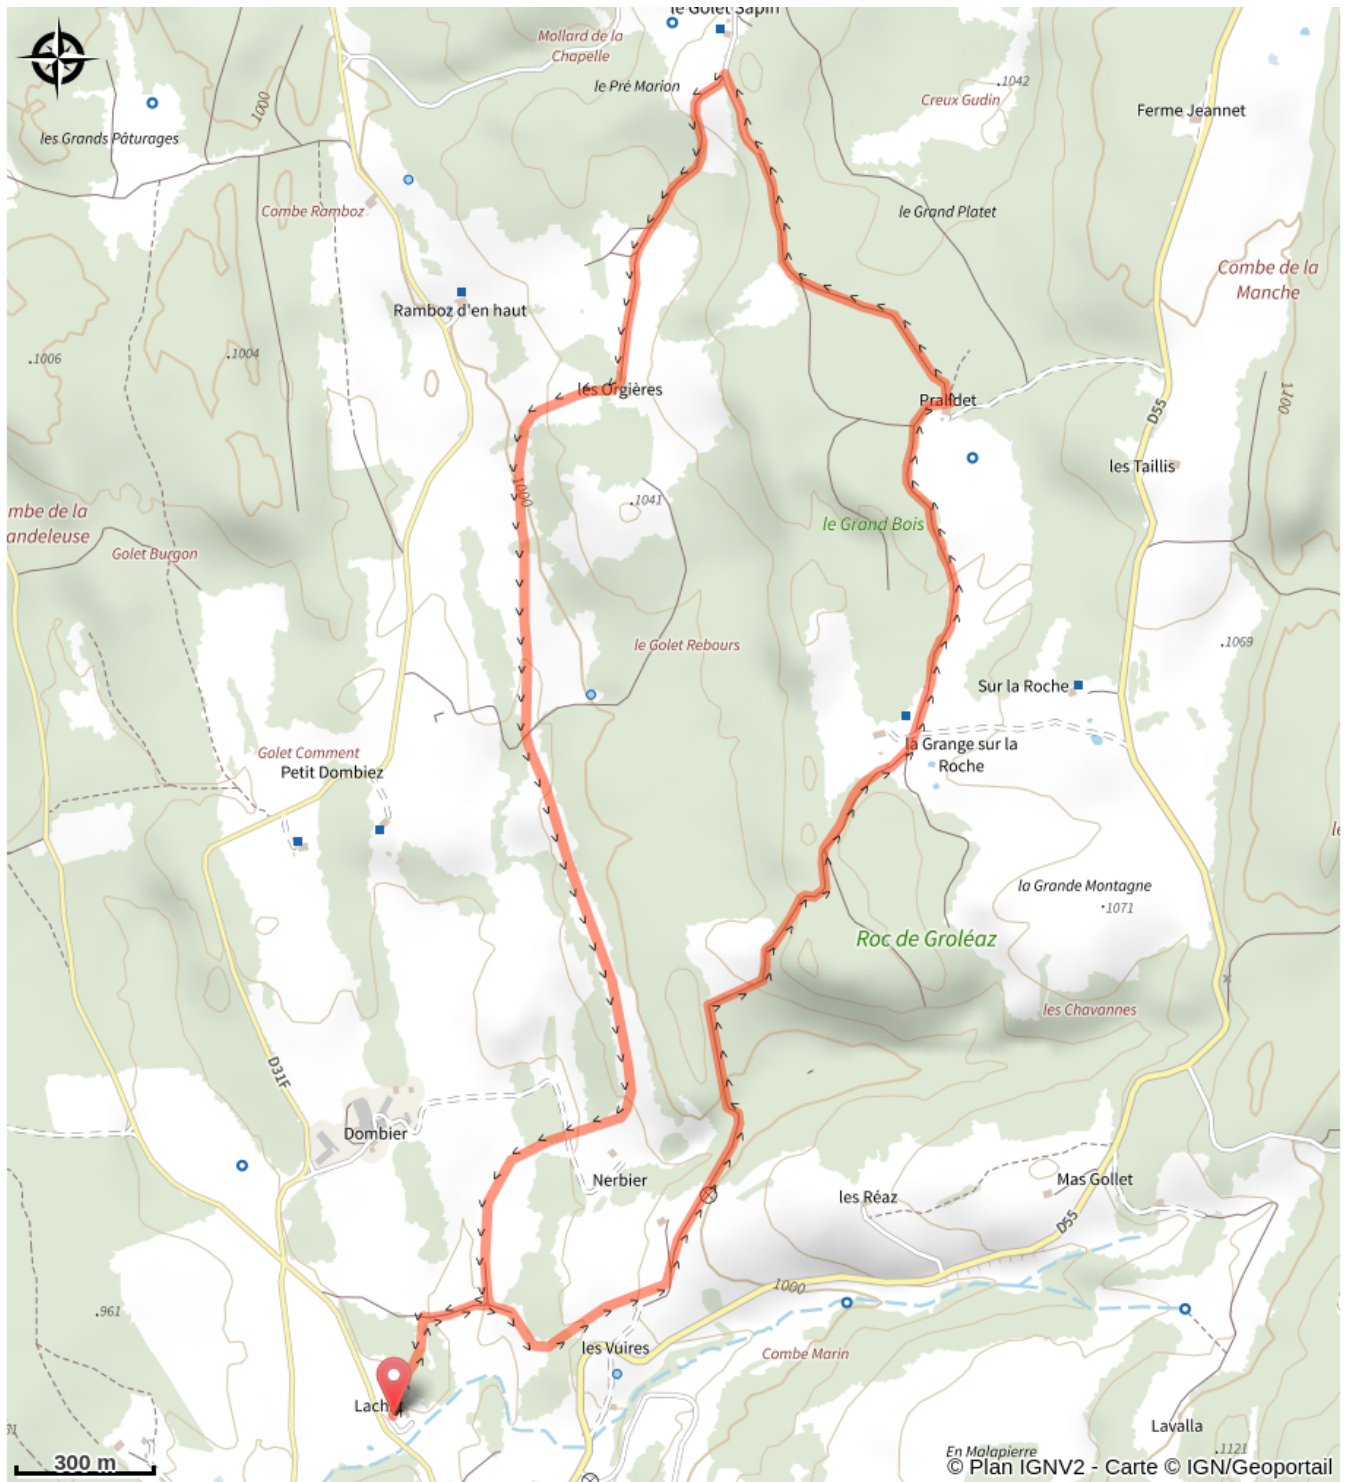 le Golet Sapin
Mollard de la
Chapelle
le Pré Marion
1042
Creux Gudin
1000
les Grands Pâturages
Ferme Jeannet
Combe Ramboz
le Grand Platet
Combe de la
Manche
Ramboz d'en haut
1006
1004
les Orgières
Pralidet
1100
D55
les Taillis
1000
1041
mbe de la
andeleuse
le Grand Bois
Golet Burgon
le Golet Rebours
1069
Sur la Roche
Golet Comment
Petit Dombiez
la Grange sur la
Roche
le
la Grande Montagne
1071
Roc de Groléaz
les Chavannes
D31F
Dombier
Nerbier
les Réaz
Mas Gollet
D55
1000
961
les Vuires
Combe Marin
Lavalla
En Malapierre
1121
300 m
© Plan IGNV2 - Carte © IGN/Geoportail